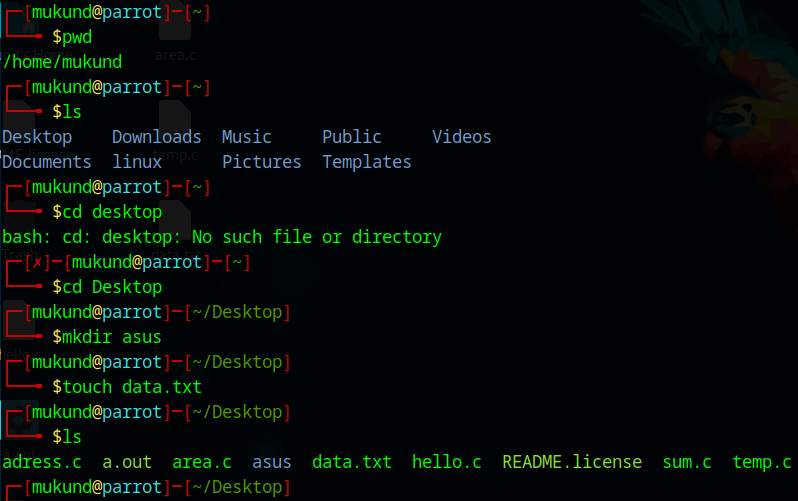 ┌─[mukund@parrot]─[~]
└──╼ $pwd
/home/mukund
┌─[mukund@parrot]─[~]
└──╼ $ls
Desktop    Downloads  Music     Public     Videos
Documents  linux      Pictures  Templates
┌─[mukund@parrot]─[~]
└──╼ $cd desktop
bash: cd: desktop: No such file or directory
┌─[✗]─[mukund@parrot]─[~]
└──╼ $cd Desktop
┌─[mukund@parrot]─[~/Desktop]
└──╼ $mkdir asus
┌─[mukund@parrot]─[~/Desktop]
└──╼ $touch data.txt
┌─[mukund@parrot]─[~/Desktop]
└──╼ $ls
adress.c  a.out  area.c  asus  data.txt  hello.c  README.license  sum.c  temp.c
┌─[mukund@parrot]─[~/Desktop]
area.c
temp.c